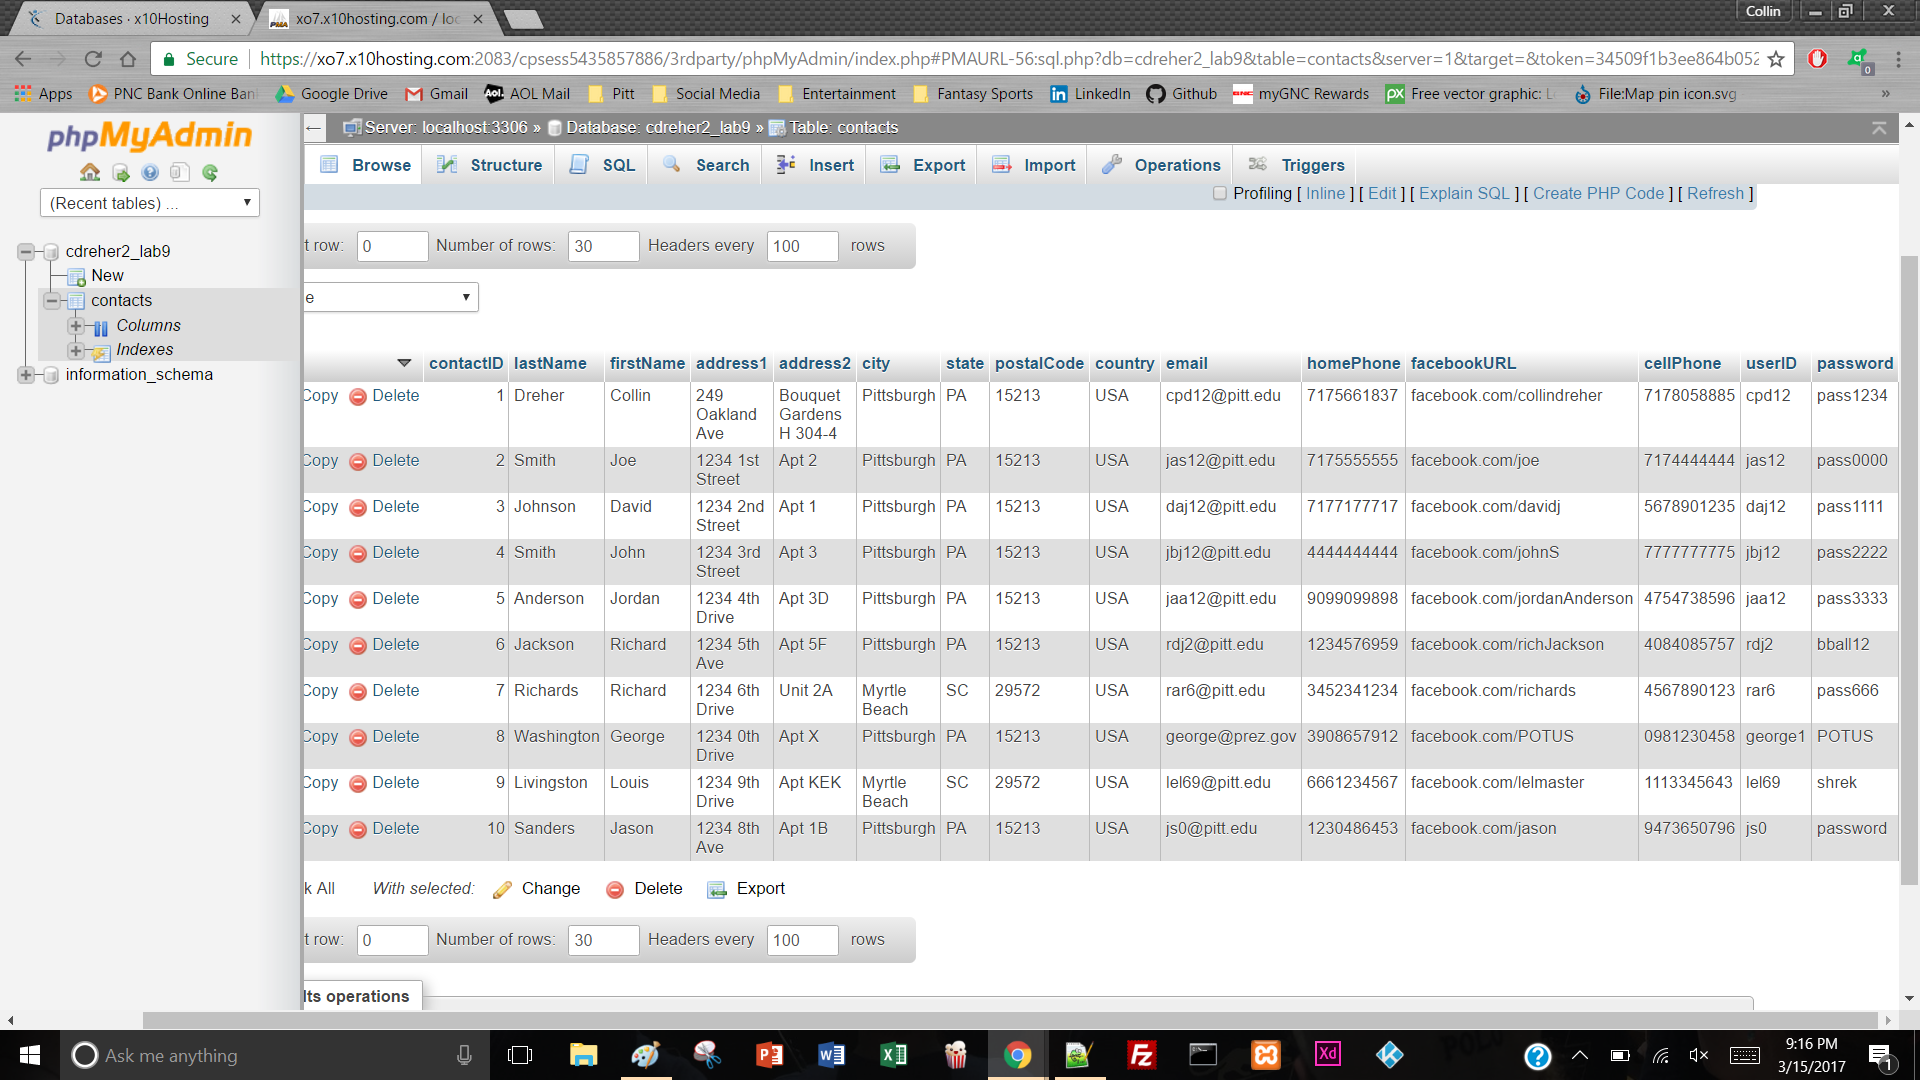 Databases · x10Hosting
xo7.x10hosting.com / loc
Collin
Secure https://xo7.x10hosting.com:2083/cpsess5435857886/3rdparty/phpMyAdmin/index.php#PMAURL-56:sql.php?db=cdreher2_lab9&table=contacts&server=1&target=&token=34509f1b3ee864b052
Apps PNC Bank Online Ban Google Drive Gmail AOL Mail Pitt Social Media Entertainment Fantasy Sports LinkedIn Github myGNC Rewards Free vector graphic: L File:Map pin icon.svg »
phpMyAdmin
(Recent tables) ...
cdreher2_lab9
New
contacts
Columns
Indexes
information_schema
Server: localhost:3306 » Database: cdreher2_lab9 » Table: contacts
Browse Structure SQL Search Insert Export Import Operations Triggers
Profiling [ Inline ] [ Edit ] [ Explain SQL ] [ Create PHP Code ] [ Refresh ]
t row: 0 Number of rows: 30 Headers every 100 rows
e
contactID lastName firstName address1 address2 city state postalCode country email homePhone facebookURL cellPhone userID password
Copy Delete 1 Dreher Collin 249 Oakland Ave Bouquet Gardens H 304-4 Pittsburgh PA 15213 USA cpd12@pitt.edu 7175661837 facebook.com/collindreher 7178058885 cpd12 pass1234
Copy Delete 2 Smith Joe 1234 1st Street Apt 2 Pittsburgh PA 15213 USA jas12@pitt.edu 7175555555 facebook.com/joe 7174444444 jas12 pass0000
Copy Delete 3 Johnson David 1234 2nd Street Apt 1 Pittsburgh PA 15213 USA daj12@pitt.edu 7177177717 facebook.com/davidj 5678901235 daj12 pass1111
Copy Delete 4 Smith John 1234 3rd Street Apt 3 Pittsburgh PA 15213 USA jbj12@pitt.edu 4444444444 facebook.com/johnS 7777777775 jbj12 pass2222
Copy Delete 5 Anderson Jordan 1234 4th Drive Apt 3D Pittsburgh PA 15213 USA jaa12@pitt.edu 9099099898 facebook.com/jordanAnderson 4754738596 jaa12 pass3333
Copy Delete 6 Jackson Richard 1234 5th Ave Apt 5F Pittsburgh PA 15213 USA rdj2@pitt.edu 1234576959 facebook.com/richJackson 4084085757 rdj2 bball12
Copy Delete 7 Richards Richard 1234 6th Drive Unit 2A Myrtle Beach SC 29572 USA rar6@pitt.edu 3452341234 facebook.com/richards 4567890123 rar6 pass666
Copy Delete 8 Washington George 1234 0th Drive Apt X Pittsburgh PA 15213 USA george@prez.gov 3908657912 facebook.com/POTUS 0981230458 george1 POTUS
Copy Delete 9 Livingston Louis 1234 9th Drive Apt KEK Myrtle Beach SC 29572 USA lel69@pitt.edu 6661234567 facebook.com/lelmaster 1113345643 lel69 shrek
Copy Delete 10 Sanders Jason 1234 8th Ave Apt 1B Pittsburgh PA 15213 USA js0@pitt.edu 1230486453 facebook.com/jason 9473650796 js0 password
k All With selected: Change Delete Export
t row: 0 Number of rows: 30 Headers every 100 rows
lts operations
Ask me anything
9:16 PM
3/15/2017
1